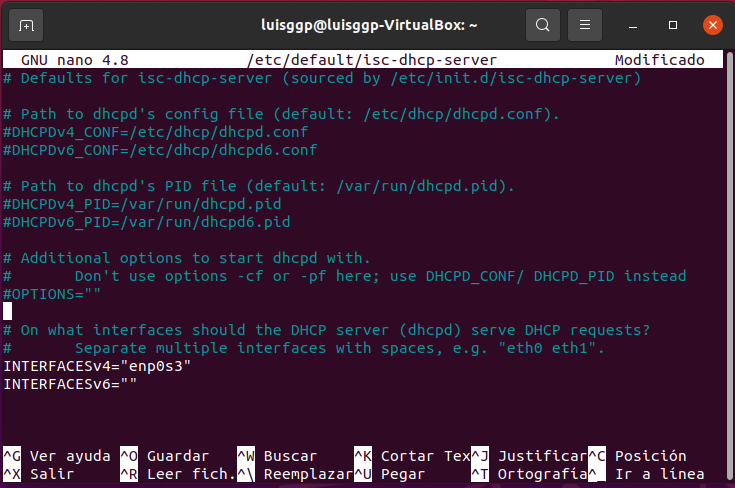 luisggp@luisggp-VirtualBox: ~
GNU nano 4.8 /etc/default/isc-dhcp-server Modificado
# Defaults for isc-dhcp-server (sourced by /etc/init.d/isc-dhcp-server)
# Path to dhcpd's config file (default: /etc/dhcp/dhcpd.conf).
#DHCPDv4_CONF=/etc/dhcp/dhcpd.conf
#DHCPDv6_CONF=/etc/dhcp/dhcpd6.conf
# Path to dhcpd's PID file (default: /var/run/dhcpd.pid).
#DHCPDv4_PID=/var/run/dhcpd.pid
#DHCPDv6_PID=/var/run/dhcpd6.pid
# Additional options to start dhcpd with.
#       Don't use options -cf or -pf here; use DHCPD_CONF/ DHCPD_PID instead
#OPTIONS=""
# On what interfaces should the DHCP server (dhcpd) serve DHCP requests?
#       Separate multiple interfaces with spaces, e.g. "eth0 eth1".
INTERFACESv4="enp0s3"
INTERFACESv6=""
^G Ver ayuda ^O Guardar ^W Buscar ^K Cortar Tex^J Justificar^C Posición
^X Salir ^R Leer fich.^\ Reemplazar^U Pegar ^T Ortografía^_ Ir a línea